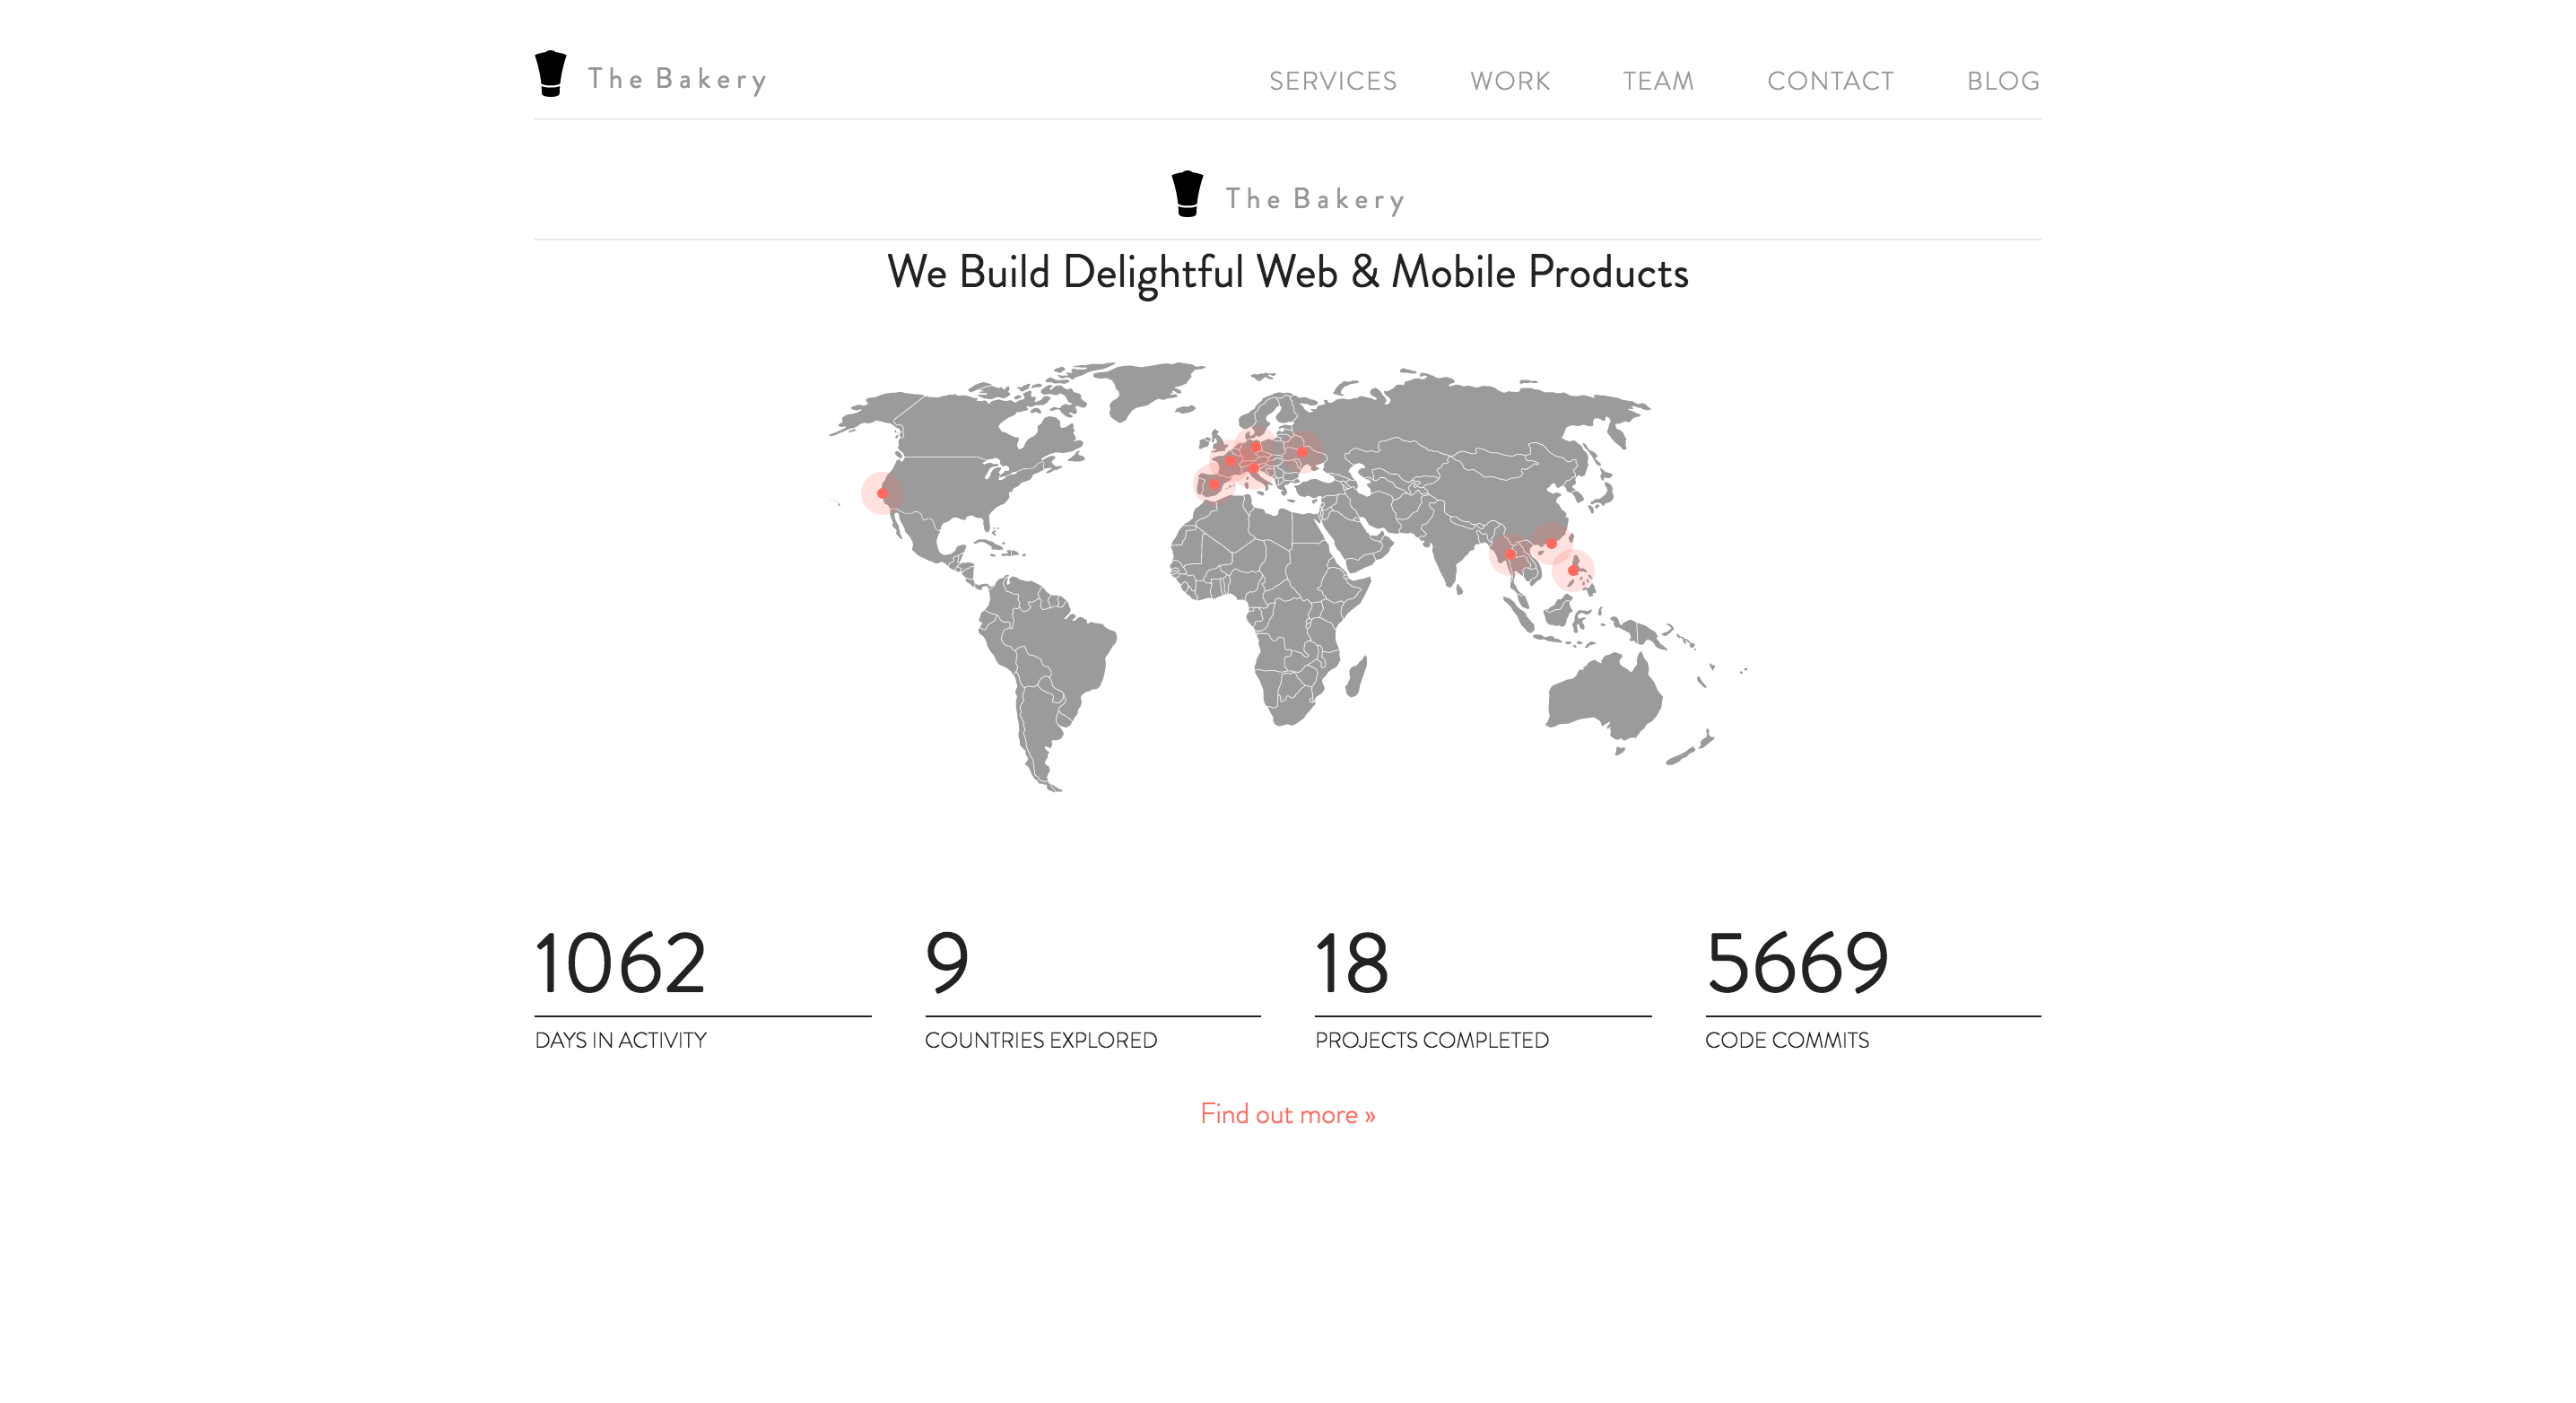 The Bakery
SERVICES WORK TEAM CONTACT BLOG
The Bakery
We Build Delightful Web & Mobile Products
1062
DAYS IN ACTIVITY
9
COUNTRIES EXPLORED
18
PROJECTS COMPLETED
5669
CODE COMMITS
Find out more »